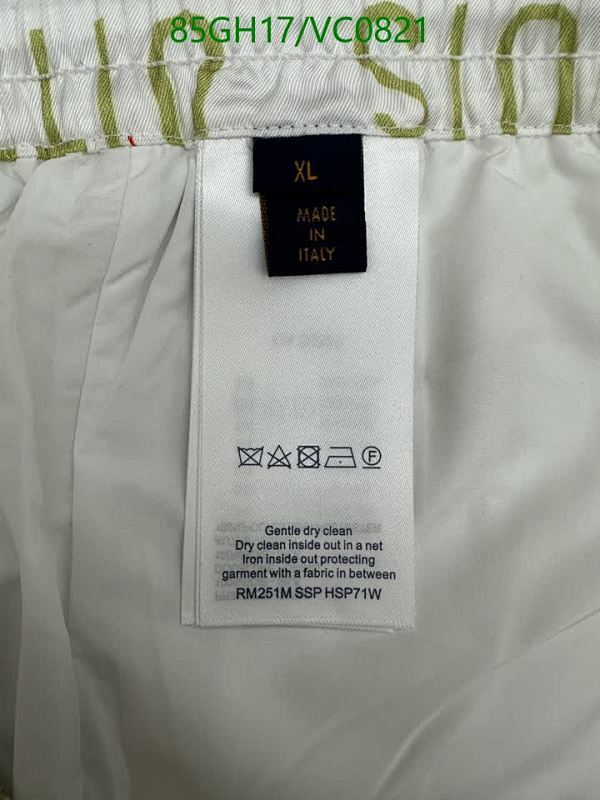 85GH17/VC0821
XL
MADE
IN
ITALY
Gentle dry clean
Dry clean inside out in a net
Iron inside out protecting
garment with a fabric in between
RM251M SSP HSP71W